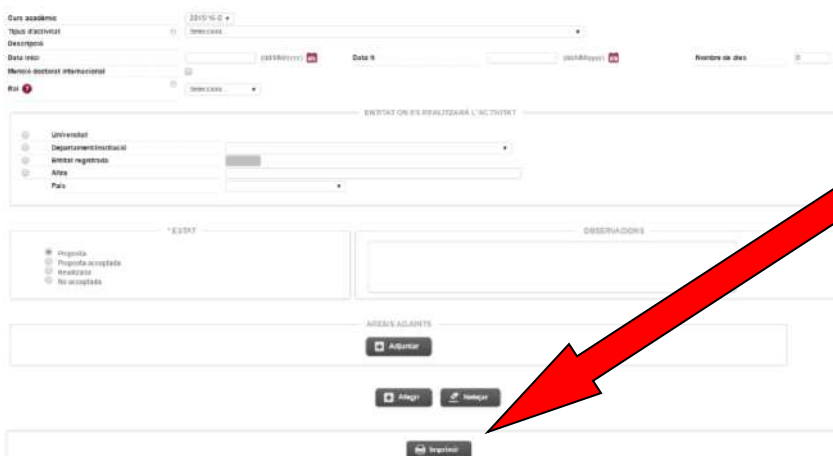 Curs acadèmic 2015/16-0
Tipus d'activitat Selecciona...
Descripció
Data inici (dd/MM/yyyy) Data fi (dd/MM/yyyy) Nombre de dies 0
Menció doctorat internacional
Rol ? Selecciona...
ENTITAT ON ES REALITZARÀ L'ACTIVITAT
Universitat
Departament/Institució
Entitat registrada
Altra
País
* ESTAT
OBSERVACIONS
Proposta
Proposta acceptada
Realitzada
No acceptada
ARXIUS ADJUNTS
Adjuntar
Afegir Netejar
Imprimir